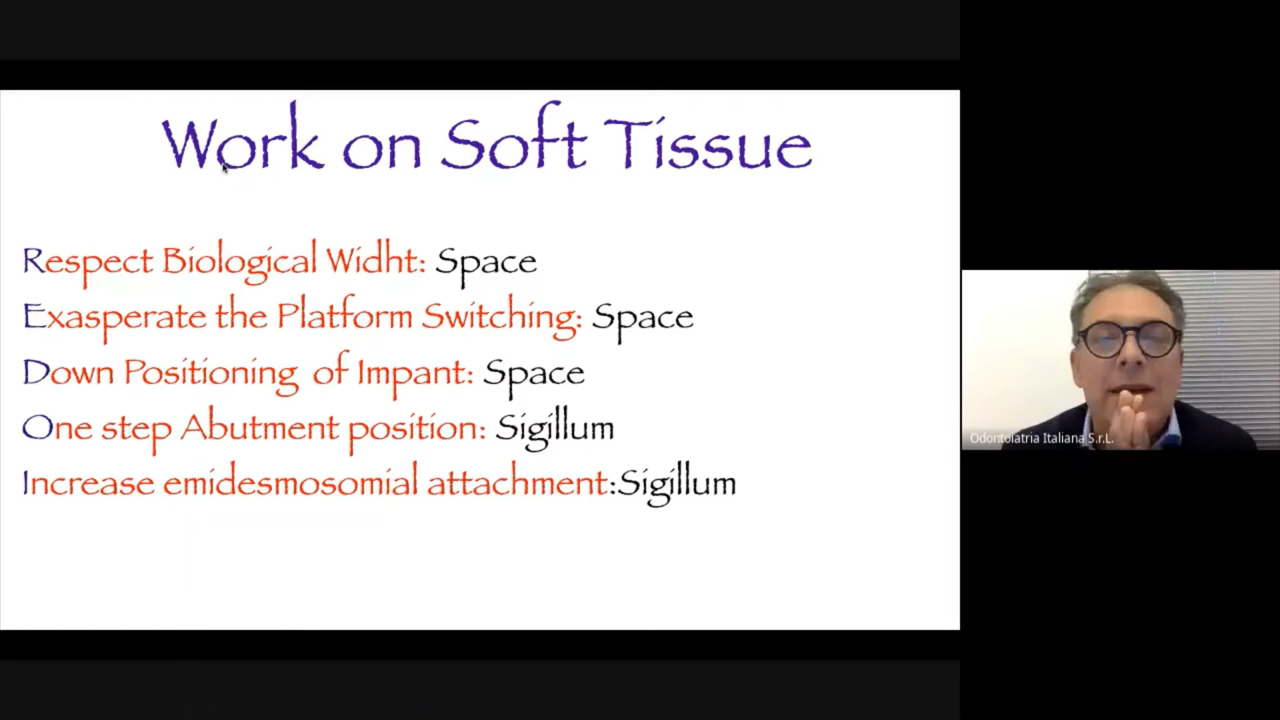 Work on Soft Tissue
Respect Biological Widht: Space
Exasperate the Platform Switching: Space
Down Positioning of Impant: Space
One step Abutment position: Sigillum
Increase emidesmosomial attachment:Sigillum
Odontoiatria Italiana S.r.L.